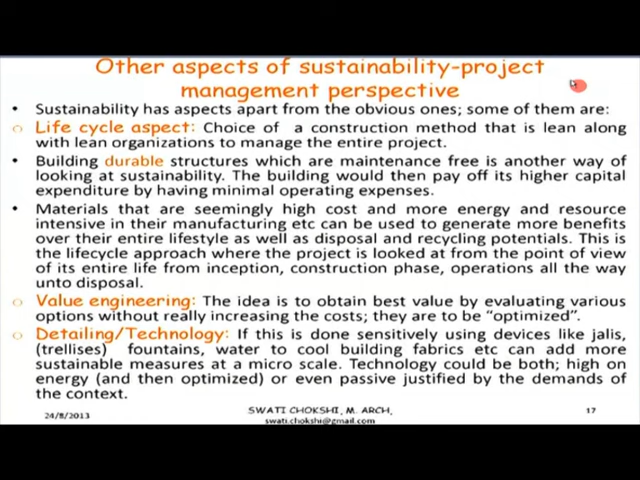 Other aspects of sustainability-project
management perspective
• Sustainability has aspects apart from the obvious ones; some of them are:
o Life cycle aspect: Choice of a construction method that is lean along
with lean organizations to manage the entire project.
• Building durable structures which are maintenance free is another way of
looking at sustainability. The building would then pay off its higher capital
expenditure by having minimal operating expenses.
• Materials that are seemingly high cost and more energy and resource
intensive in their manufacturing etc can be used to generate more benefits
over their entire lifestyle as well as disposal and recycling potentials. This is
the lifecycle approach where the project is looked at from the point of view
of its entire life from inception, construction phase, operations all the way
unto disposal.
o Value engineering: The idea is to obtain best value by evaluating various
options without really increasing the costs; they are to be “optimized”.
o Detailing/Technology: If this is done sensitively using devices like jalis,
(trellises) fountains, water to cool building fabrics etc can add more
sustainable measures at a micro scale. Technology could be both; high on
energy (and then optimized) or even passive justified by the demands of
the context.
24/8/2013
SWATI CHOKSHI, M. ARCH,
swati.chokshi@gmail.com
17